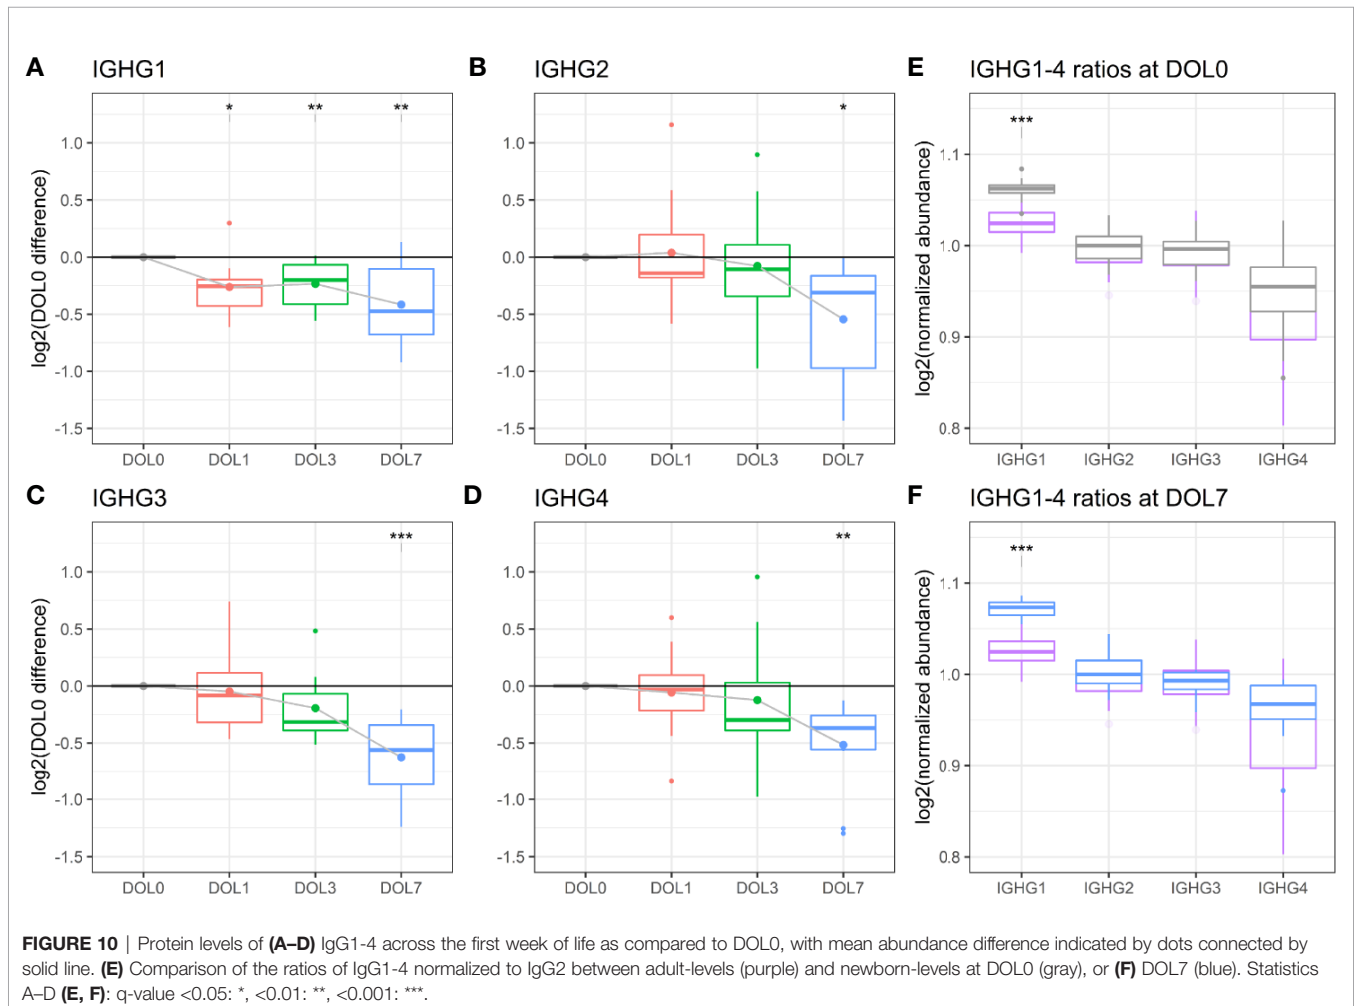 A IGHG1
* ** **
log2(DOL0 difference)
1.0
0.5
0.0
-0.5
-1.0
-1.5
DOL0 DOL1 DOL3 DOL7
B IGHG2
*
1.0
0.5
0.0
-0.5
-1.0
-1.5
DOL0 DOL1 DOL3 DOL7
E IGHG1-4 ratios at DOL0
***
log2(normalized abundance)
1.1
1.0
0.9
0.8
IGHG1 IGHG2 IGHG3 IGHG4
C IGHG3
***
log2(DOL0 difference)
1.0
0.5
0.0
-0.5
-1.0
-1.5
DOL0 DOL1 DOL3 DOL7
D IGHG4
**
1.0
0.5
0.0
-0.5
-1.0
-1.5
DOL0 DOL1 DOL3 DOL7
F IGHG1-4 ratios at DOL7
***
log2(normalized abundance)
1.1
1.0
0.9
0.8
IGHG1 IGHG2 IGHG3 IGHG4
FIGURE 10 | Protein levels of (A–D) IgG1-4 across the first week of life as compared to DOL0, with mean abundance difference indicated by dots connected by
solid line. (E) Comparison of the ratios of IgG1-4 normalized to IgG2 between adult-levels (purple) and newborn-levels at DOL0 (gray), or (F) DOL7 (blue). Statistics
A–D (E, F): q-value <0.05: *, <0.01: **, <0.001: ***.